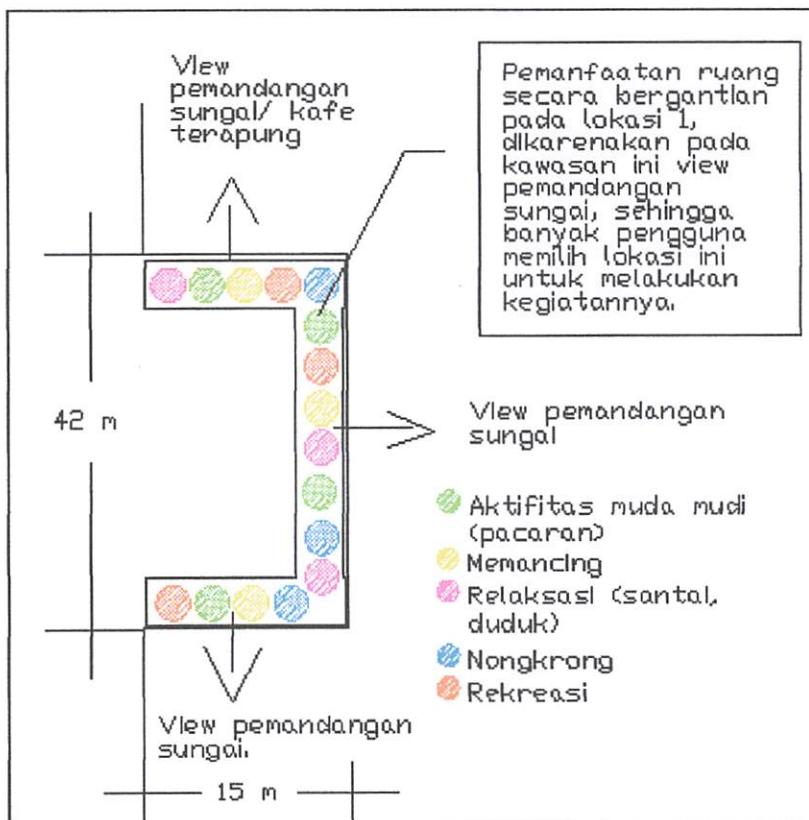 View
pemandangan
sungai/ kafe
terapung
Pemanfaatan ruang
secara bergantian
pada lokasi 1,
dikarenakan pada
kawasan ini view
pemandangan
sungai, sehingga
banyak pengguna
memilih lokasi ini
untuk melakukan
kegiatannya.
42 m
View pemandangan
sungai
Aktifitas muda mudi
(pacaran)
Memancing
Relaksasi (santai,
duduk)
Nongkrong
Rekreasi
View pemandangan
sungai.
15 m